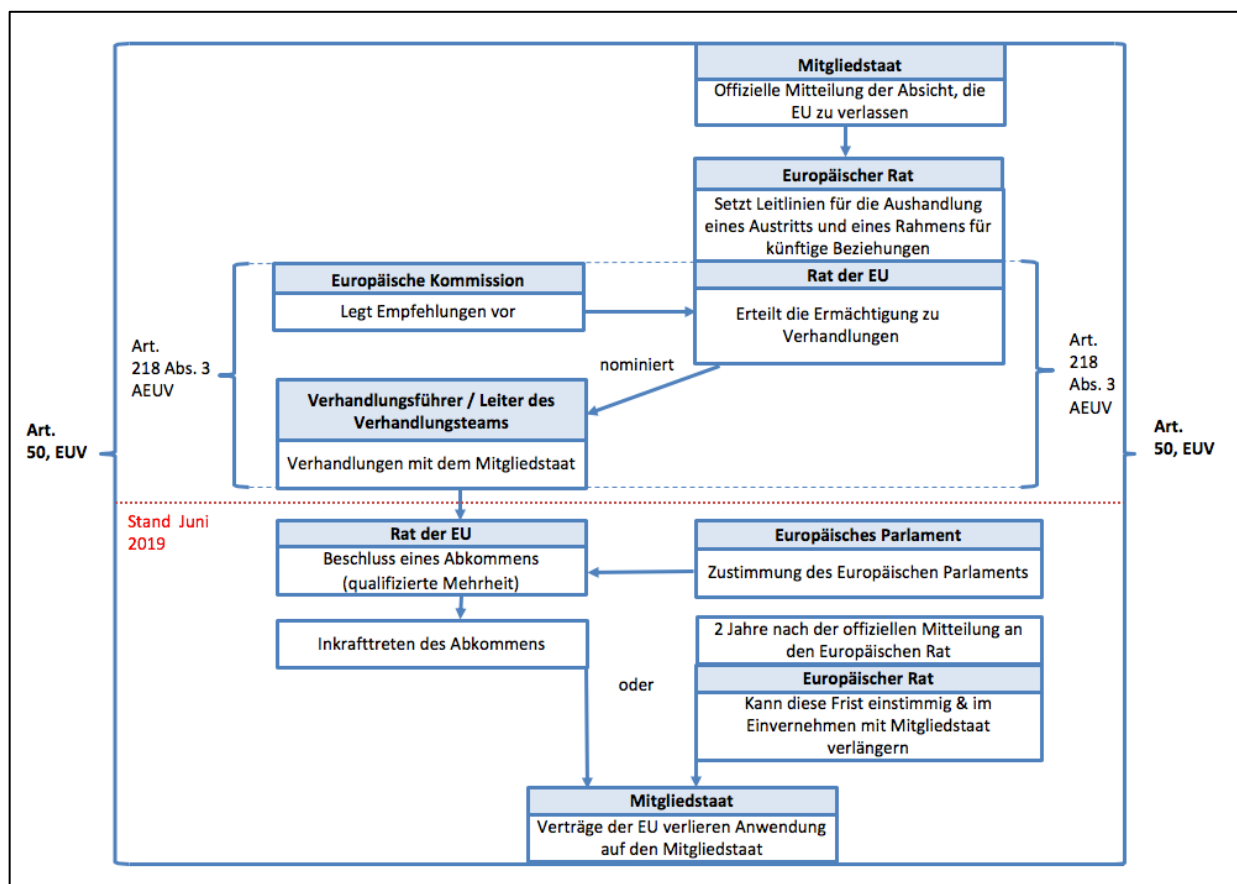 Mitgliedstaat
Offizielle Mitteilung der Absicht, die
EU zu verlassen
Europäischer Rat
Setzt Leitlinien für die Aushandlung
eines Austritts und eines Rahmens für
künftige Beziehungen
Europäische Kommission
Legt Empfehlungen vor
Rat der EU
Erteilt die Ermächtigung zu
Verhandlungen
Art.
218 Abs. 3
AEUV
Art.
218
Abs. 3
AEUV
nominiert
Verhandlungsführer / Leiter des
Verhandlungsteams
Verhandlungen mit dem Mitgliedstaat
Art.
50, EUV
Art.
50, EUV
Stand Juni
2019
Rat der EU
Beschluss eines Abkommens
(qualifizierte Mehrheit)
Europäisches Parlament
Zustimmung des Europäischen Parlaments
Inkrafttreten des Abkommens
oder
2 Jahre nach der offiziellen Mitteilung an
den Europäischen Rat
Europäischer Rat
Kann diese Frist einstimmig & im
Einvernehmen mit Mitgliedstaat
verlängern
Mitgliedstaat
Verträge der EU verlieren Anwendung
auf den Mitgliedstaat